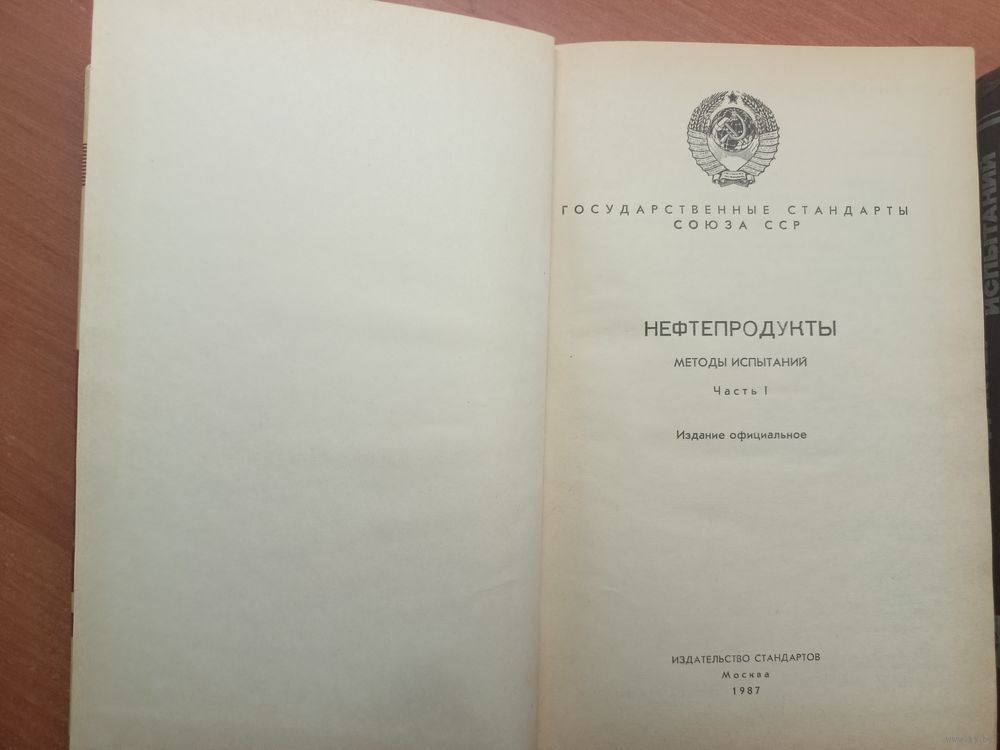 ГОСУДАРСТВЕННЫЕ СТАНДАРТЫ
СОЮЗА ССР
НЕФТЕПРОДУКТЫ
МЕТОДЫ ИСПЫТАНИЙ
Часть I
Издание официальное
ИЗДАТЕЛЬСТВО СТАНДАРТОВ
Москва
1987
ИСПЫТАНИЙ